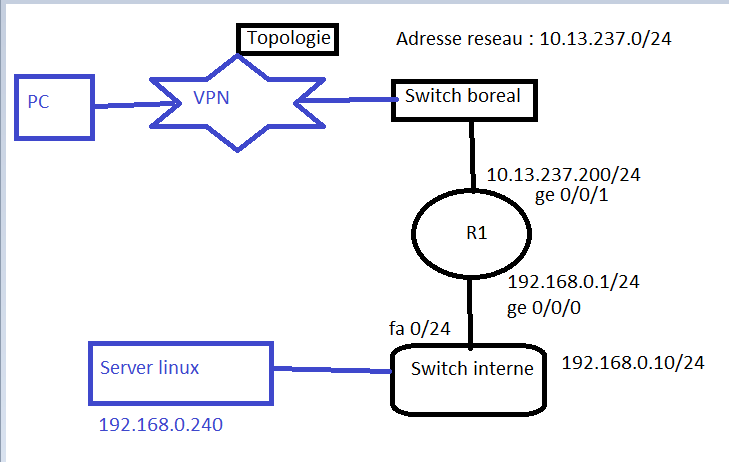 Topologie
Adresse reseau : 10.13.237.0/24
PC
VPN
Switch boreal
10.13.237.200/24
ge 0/0/1
R1
192.168.0.1/24
ge 0/0/0
fa 0/24
Server linux
Switch interne
192.168.0.10/24
192.168.0.240